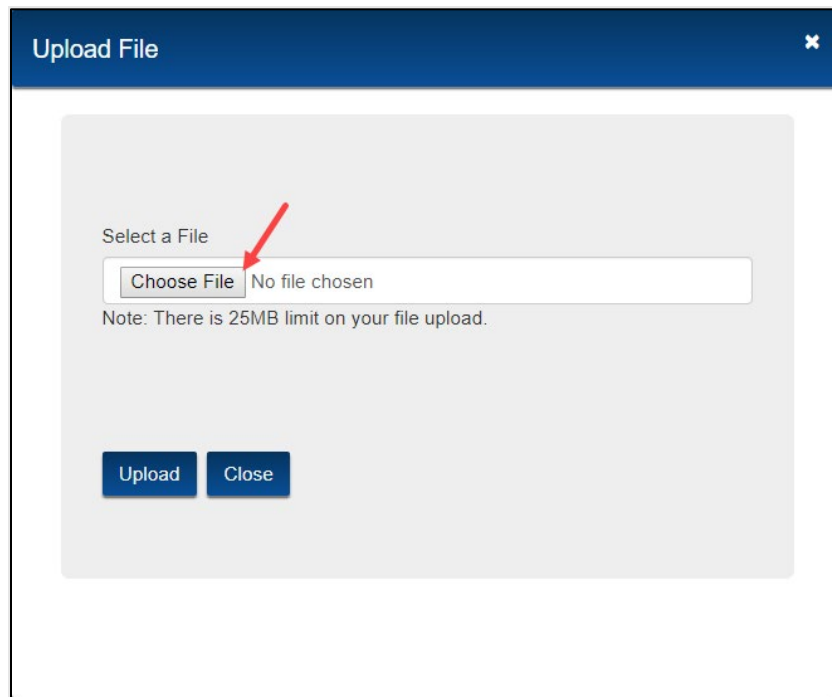 Upload File
Select a File
Choose File No file chosen
Note: There is 25MB limit on your file upload.
Upload Close